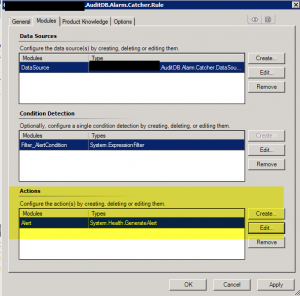 .AuditDB.Alarm.Catcher.Rule
General Modules Product Knowledge Options
Data Sources
Configure the data source(s) by creating, deleting or editing them.
Modules Type
DataSource .AuditDB.Alarm.Catcher.DataSou...
Create...
Edit...
Remove
Condition Detection
Optionally, configure a single condition detection by creating, deleting, or editing them.
Modules Types
Filter_AlertCondition System.ExpressionFilter
Create...
Edit...
Remove
Actions
Configure the action(s) by creating, deleting or editing them.
Modules Types
Alert System.Health.GenerateAlert
Create...
Edit...
Remove
OK Cancel Apply